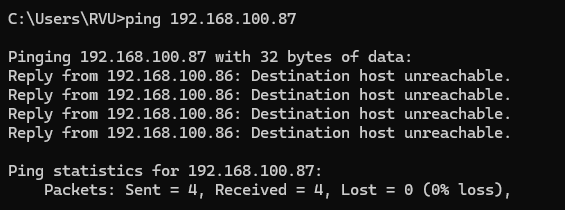 C:\Users\RVU>ping 192.168.100.87
Pinging 192.168.100.87 with 32 bytes of data:
Reply from 192.168.100.86: Destination host unreachable.
Reply from 192.168.100.86: Destination host unreachable.
Reply from 192.168.100.86: Destination host unreachable.
Reply from 192.168.100.86: Destination host unreachable.
Ping statistics for 192.168.100.87:
    Packets: Sent = 4, Received = 4, Lost = 0 (0% loss),